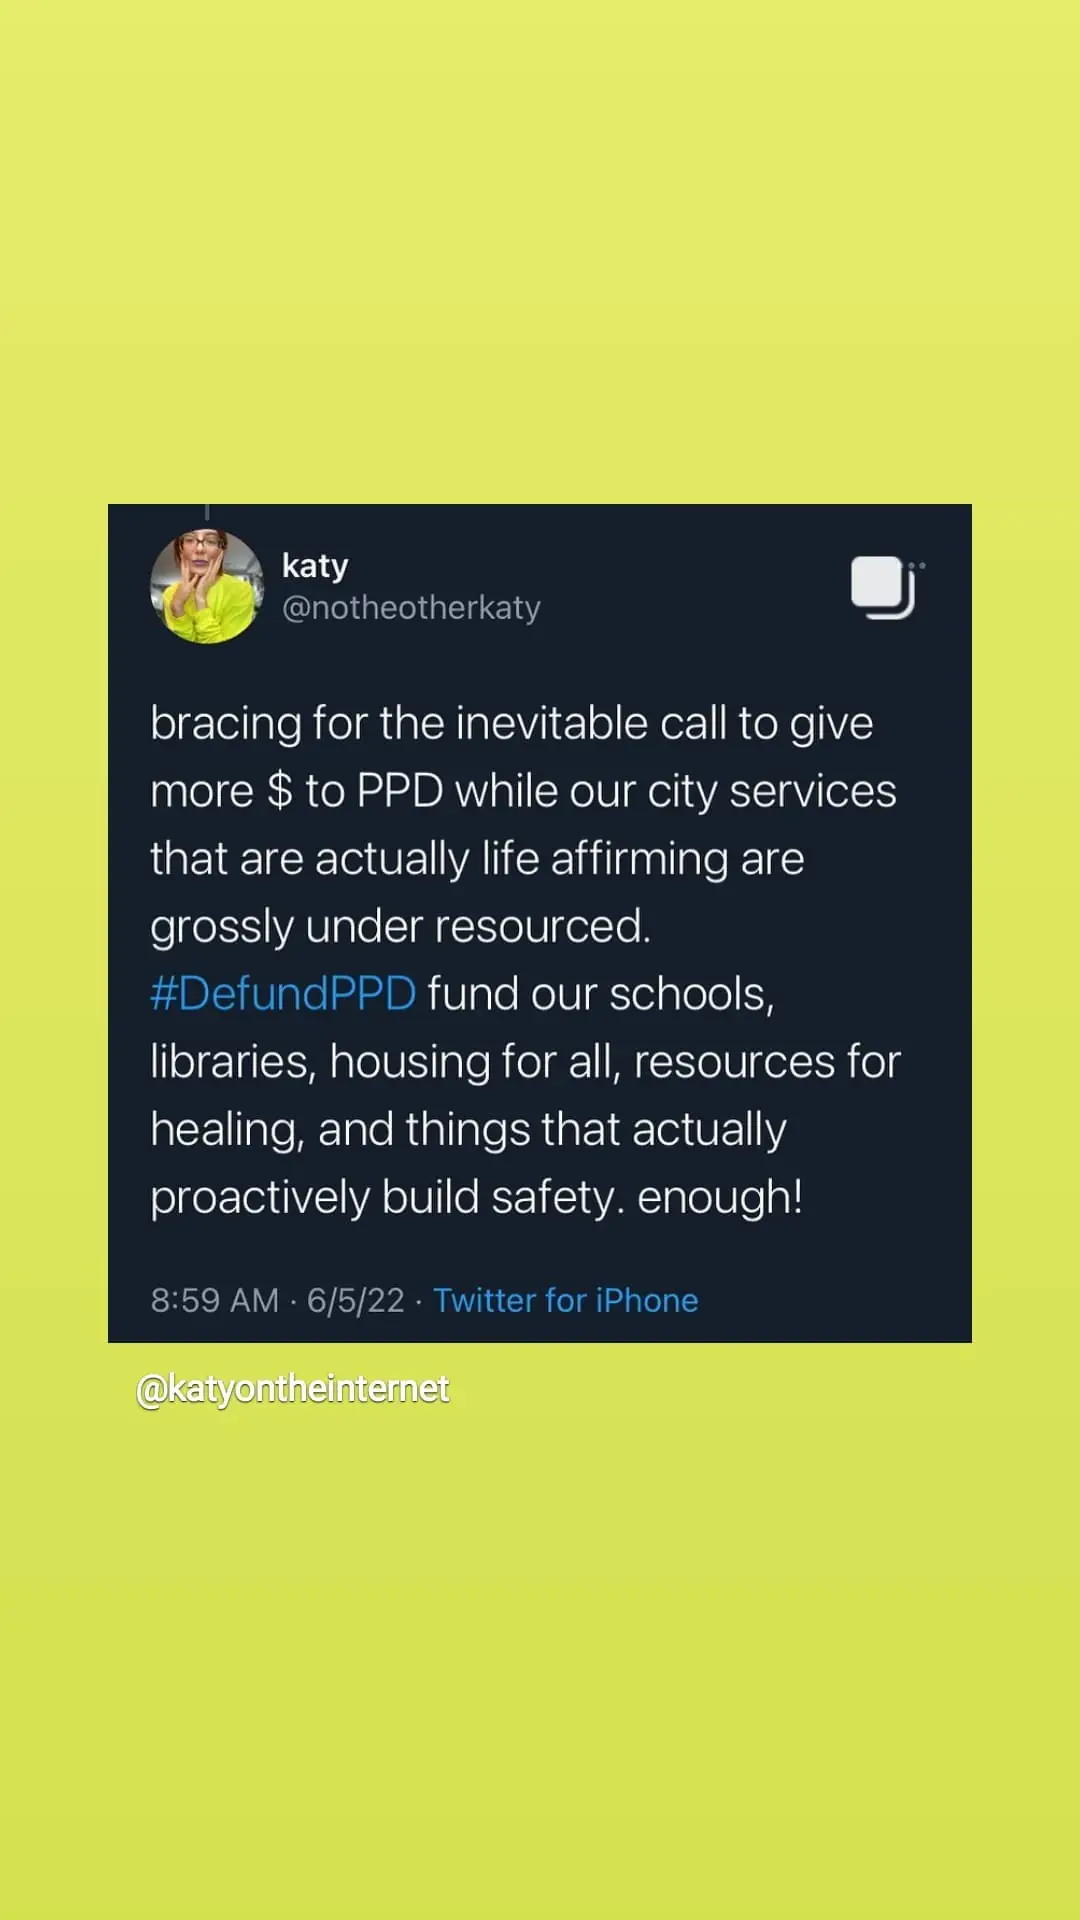 katy
@notheotherkaty
bracing for the inevitable call to give
more $ to PPD while our city services
that are actually life affirming are
grossly under resourced.
#DefundPPD fund our schools,
libraries, housing for all, resources for
healing, and things that actually
proactively build safety. enough!
8:59 AM · 6/5/22 · Twitter for iPhone
@katyontheinternet